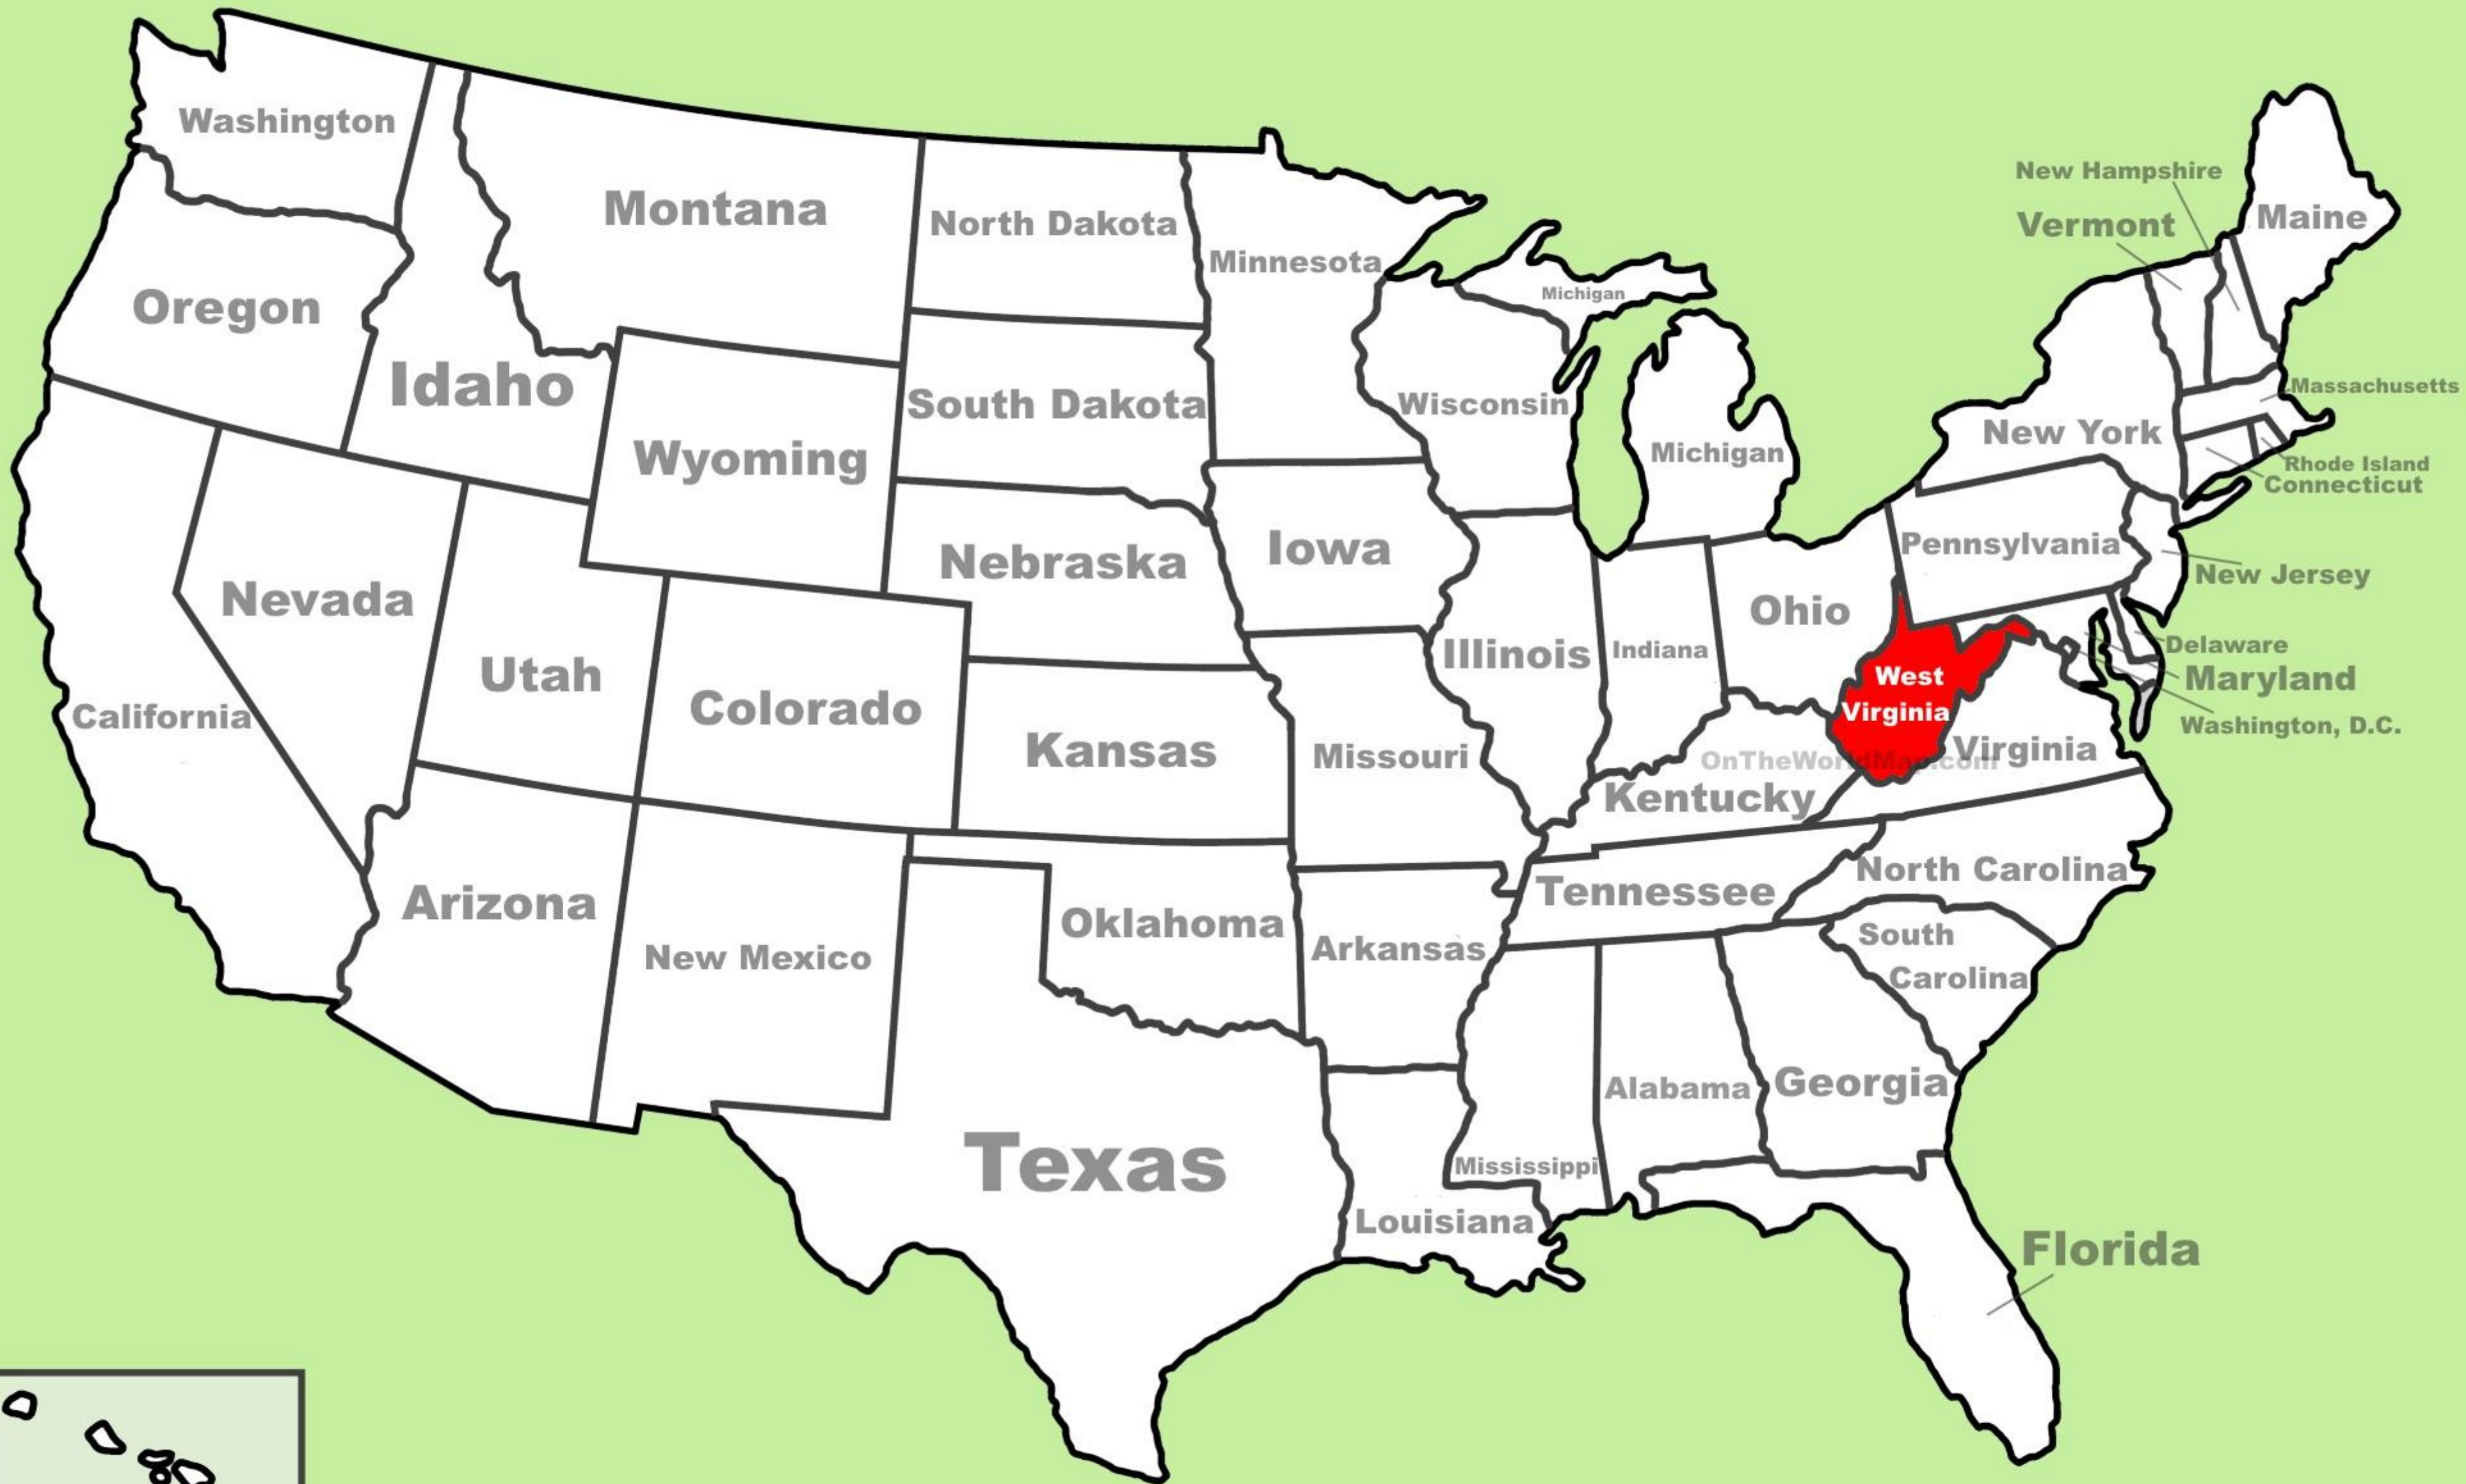 Washington
Montana
North Dakota
Minnesota
Michigan
New Hampshire
Vermont
Maine
Oregon
Idaho
Wyoming
South Dakota
Wisconsin
Michigan
New York
Massachusetts
Rhode Island
Connecticut
Nevada
Utah
Colorado
Nebraska
Iowa
Illinois
Indiana
Ohio
Pennsylvania
New Jersey
Delaware
Maryland
Washington, D.C.
West
Virginia
Virginia
OnTheWorldMap.com
California
Kansas
Missouri
Kentucky
Arizona
New Mexico
Oklahoma
Arkansas
Tennessee
North Carolina
South
Carolina
Texas
Louisiana
Mississippi
Alabama
Georgia
Florida